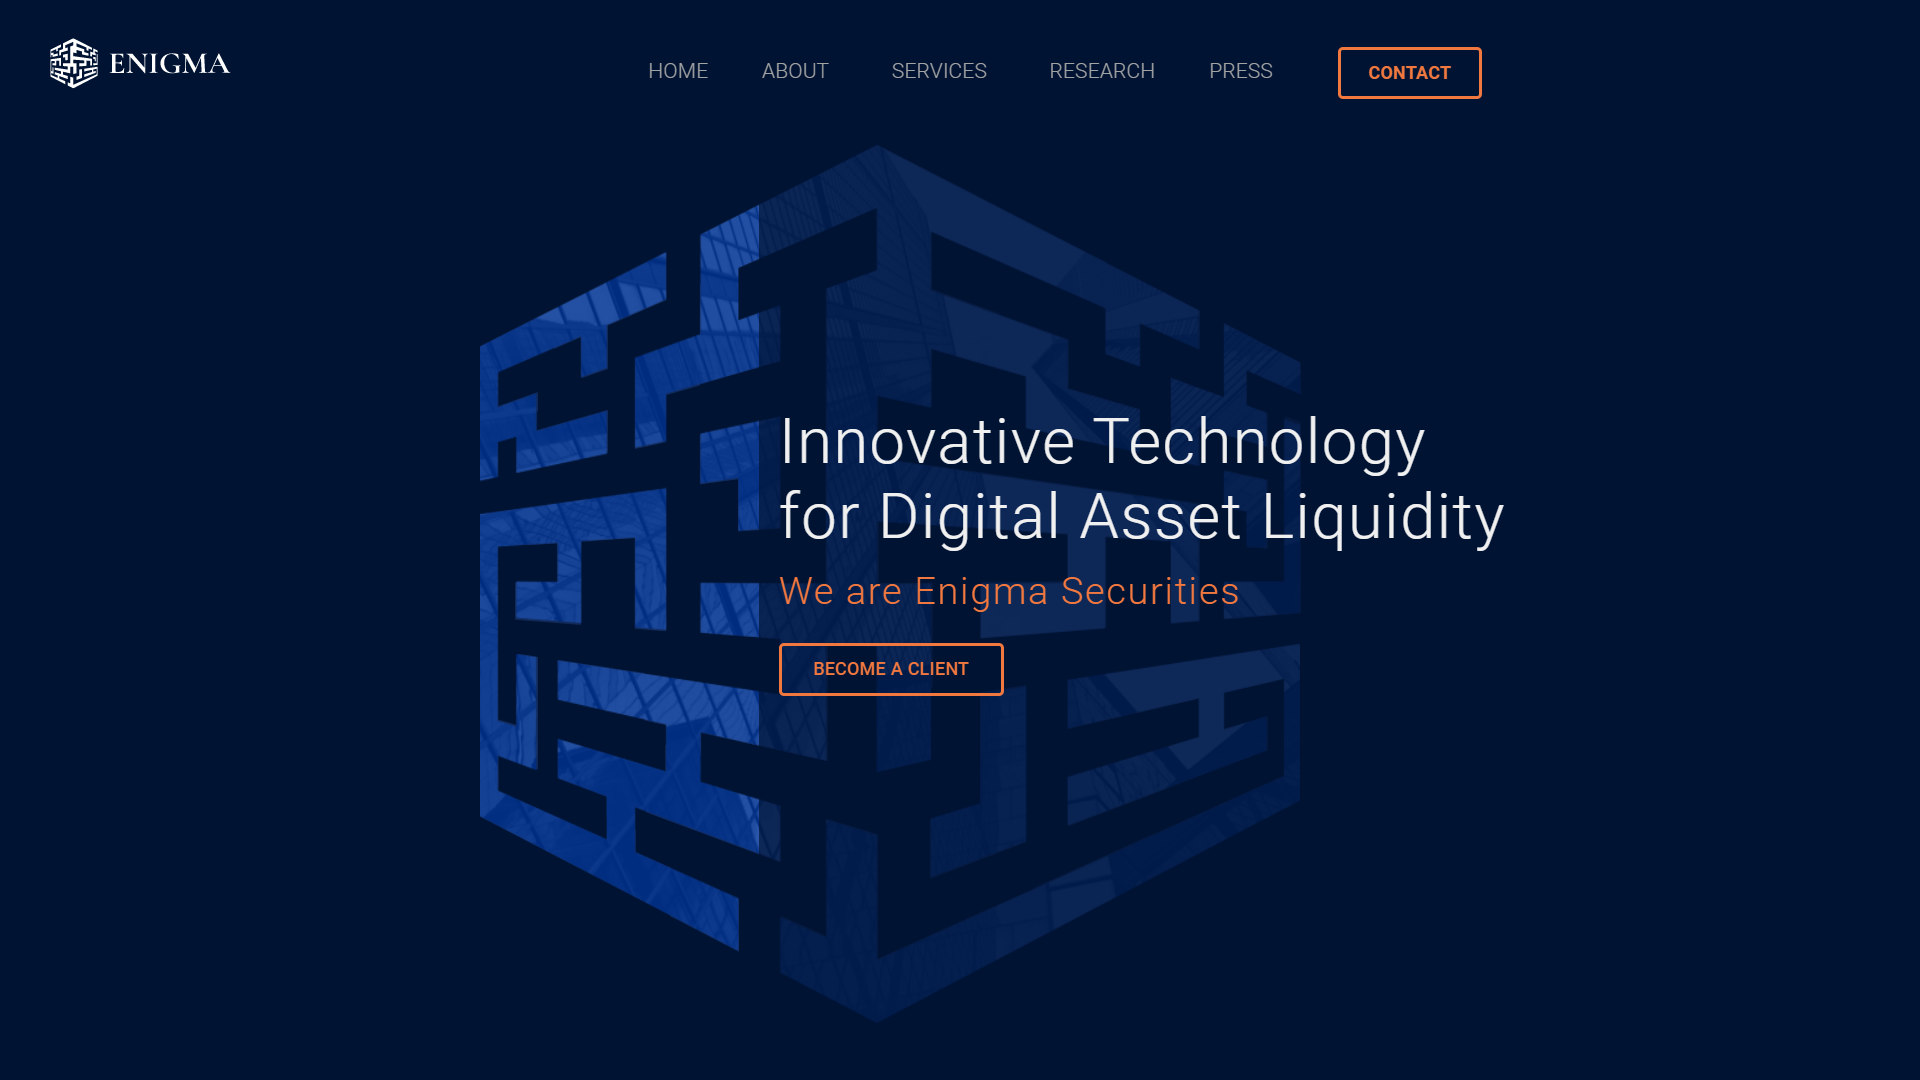 ENIGMA
HOME ABOUT SERVICES RESEARCH PRESS CONTACT
Innovative Technology
for Digital Asset Liquidity
We are Enigma Securities
BECOME A CLIENT